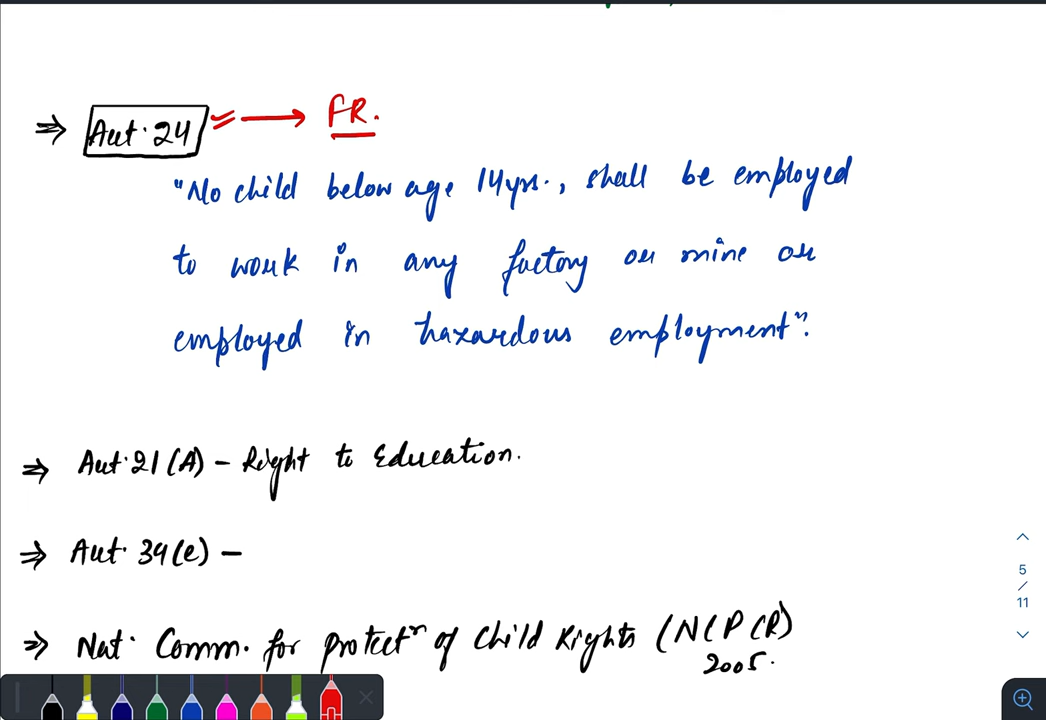 ⇒ Art. 24 → FR.
"No child below age 14yrs., shall be employed
to work in any factory or mine or
employed in hazardous employment".
⇒ Art. 21(A) - Right to Education.
⇒ Art. 39(e) -
⇒ Nat. Comm. for Protectⁿ of Child Rights (NCPCR)
2005.
5
/
11